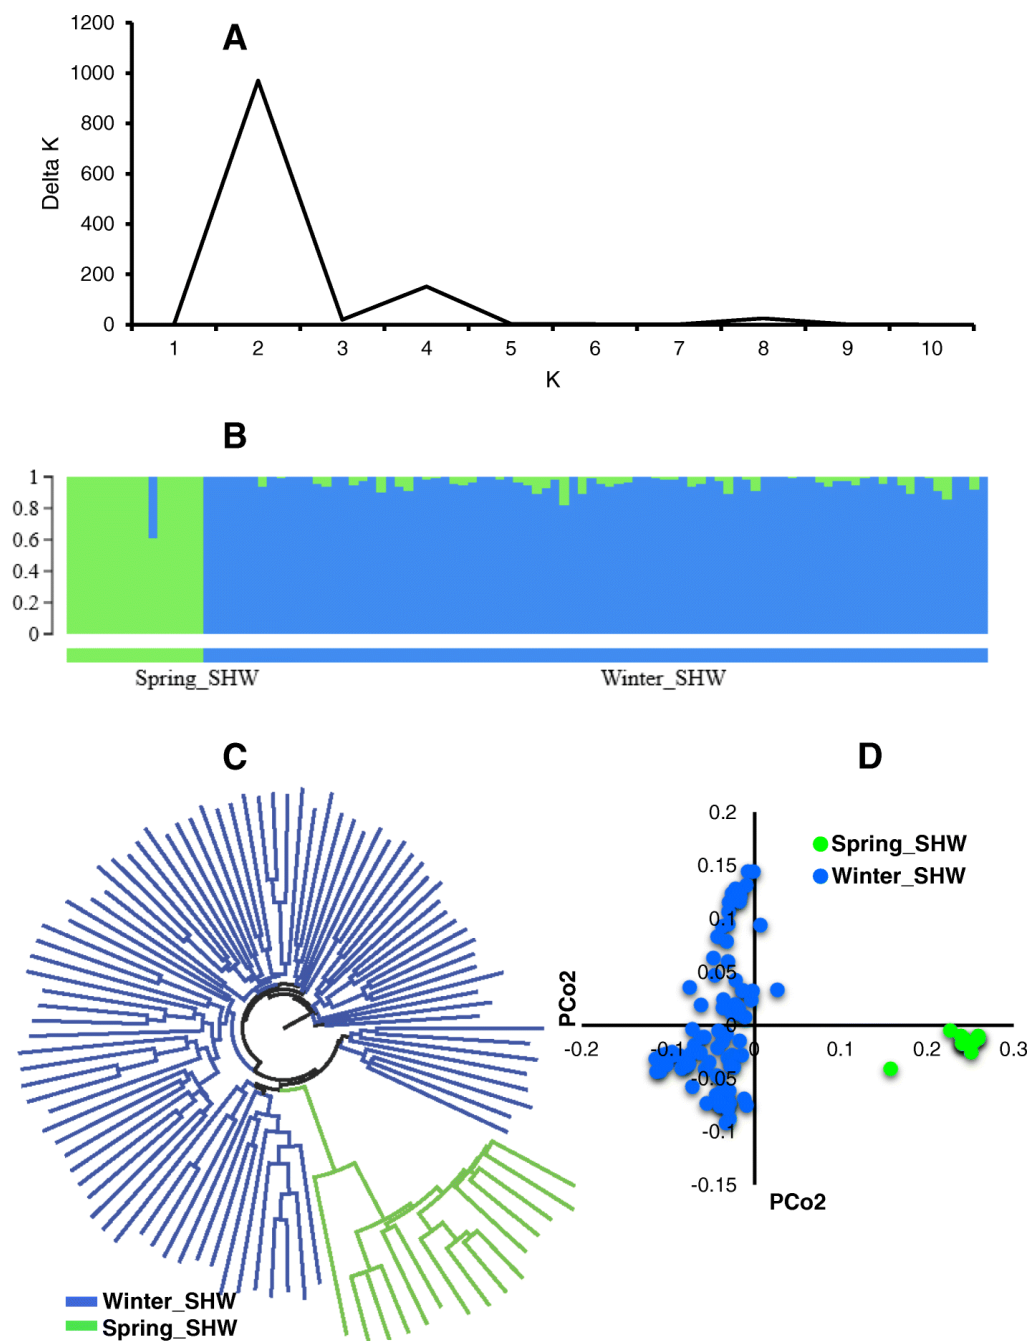 A
1200
1000
800
600
400
200
0
Delta K
1 2 3 4 5 6 7 8 9 10
K
B
1
0.8
0.6
0.4
0.2
0
Spring_SHW Winter_SHW
C
Winter_SHW
Spring_SHW
D
0.2
0.15
0.1
0.05
0
-0.05
-0.1
-0.15
-0.2 -0.1 0 0.1 0.2 0.3
PCo2
PCo2
Spring_SHW
Winter_SHW